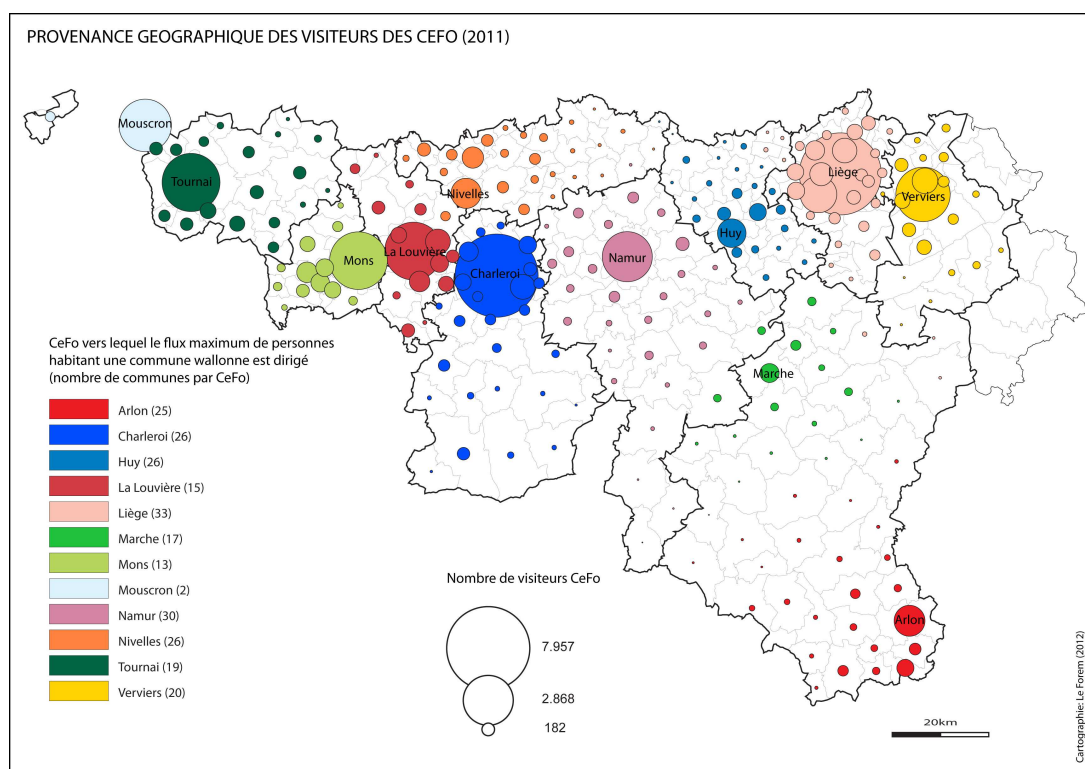 PROVENANCE GEOGRAPHIQUE DES VISITEURS DES CEFO (2011)
Mouscron
Tournai
Nivelles
Liège
Verviers
Huy
Mons
La Louvière
Charleroi
Namur
Marche
Arlon
CeFo vers lequel le flux maximum de personnes
habitant une commune wallonne est dirigé
(nombre de communes par CeFo)
Arlon (25)
Charleroi (26)
Huy (26)
La Louvière (15)
Liège (33)
Marche (17)
Mons (13)
Mouscron (2)
Namur (30)
Nivelles (26)
Tournai (19)
Verviers (20)
Nombre de visiteurs CeFo
7.957
2.868
182
20km
Cartographie: Le Forem (2012)